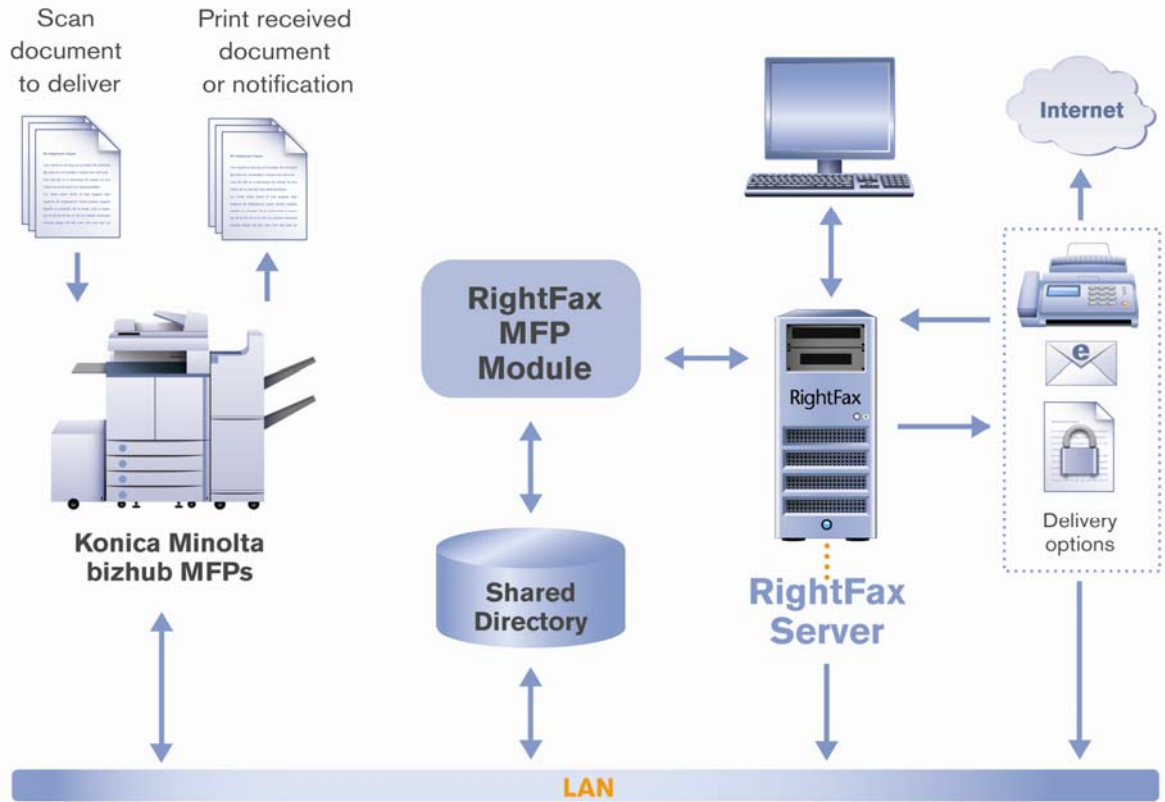 Scan
document
to deliver
Print received
document
or notification
Internet
RightFax
MFP
Module
RightFax
e
Delivery
options
Konica Minolta
bizhub MFPs
Shared
Directory
RightFax
Server
LAN